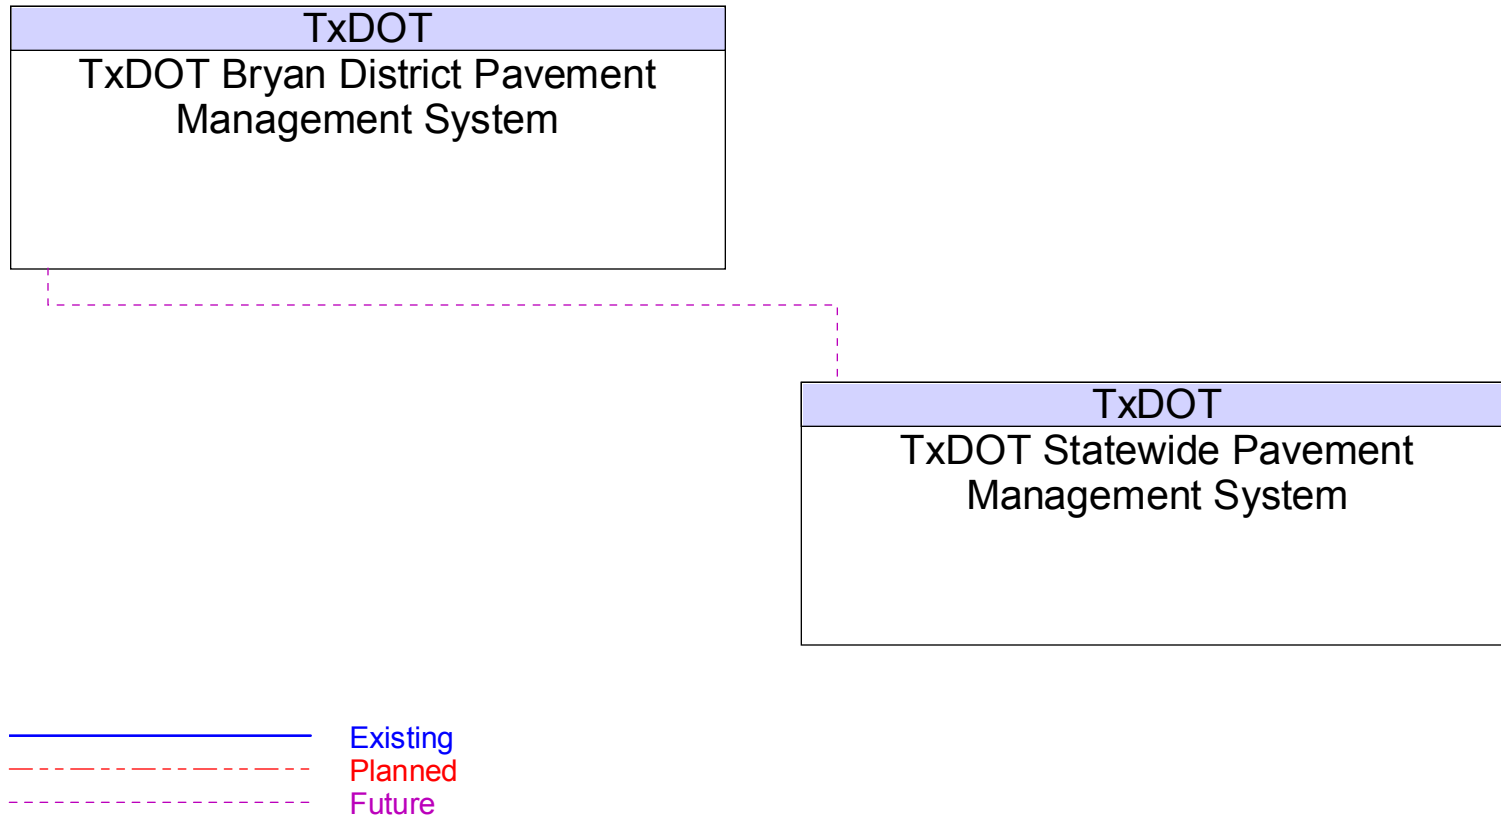 TxDOT
TxDOT Bryan District Pavement
Management System
TxDOT
TxDOT Statewide Pavement
Management System
Existing
Planned
Future